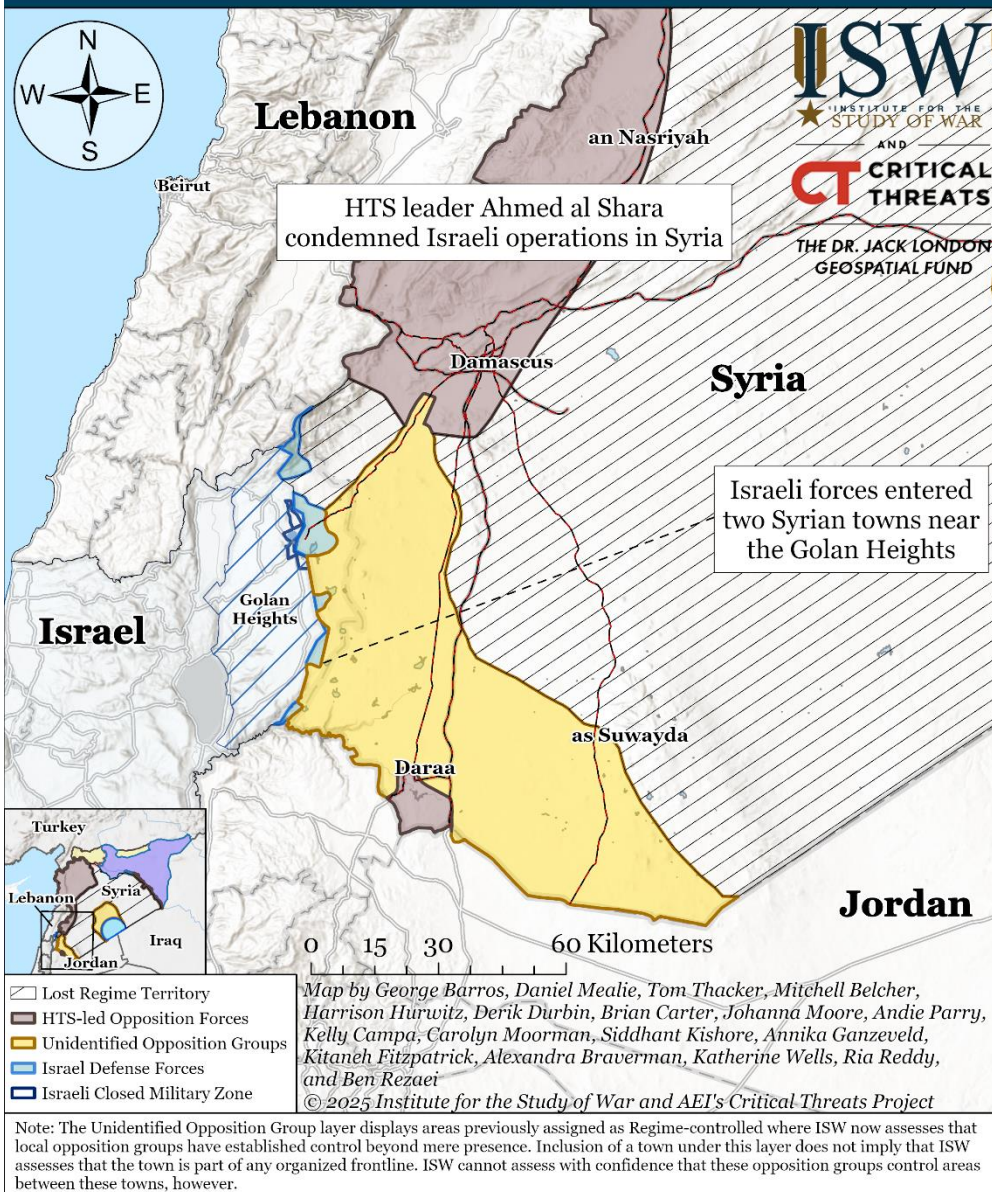 N
W E
S
ISW
INSTITUTE FOR THE
STUDY OF WAR
AND
CT CRITICAL
THREATS
THE DR. JACK LONDON
GEOSPATIAL FUND
Lebanon
an Nasriyah
Beirut
HTS leader Ahmed al Shara
condemned Israeli operations in Syria
Damascus
Syria
Israeli forces entered
two Syrian towns near
the Golan Heights
Golan
Heights
Israel
as Suwayda
Daraa
Jordan
Turkey
Lebanon
Syria
Iraq
Jordan
0 15 30 60 Kilometers
Lost Regime Territory
HTS-led Opposition Forces
Unidentified Opposition Groups
Israel Defense Forces
Israeli Closed Military Zone
Map by George Barros, Daniel Mealie, Tom Thacker, Mitchell Belcher,
Harrison Hurwitz, Derik Durbin, Brian Carter, Johanna Moore, Andie Parry,
Kelly Campa, Carolyn Moorman, Siddhant Kishore, Annika Ganzeveld,
Kitaneh Fitzpatrick, Alexandra Braverman, Katherine Wells, Ria Reddy,
and Ben Rezaei
© 2025 Institute for the Study of War and AEI's Critical Threats Project
Note: The Unidentified Opposition Group layer displays areas previously assigned as Regime-controlled where ISW now assesses that
local opposition groups have established control beyond mere presence. Inclusion of a town under this layer does not imply that ISW
assesses that the town is part of any organized frontline. ISW cannot assess with confidence that these opposition groups control areas
between these towns, however.